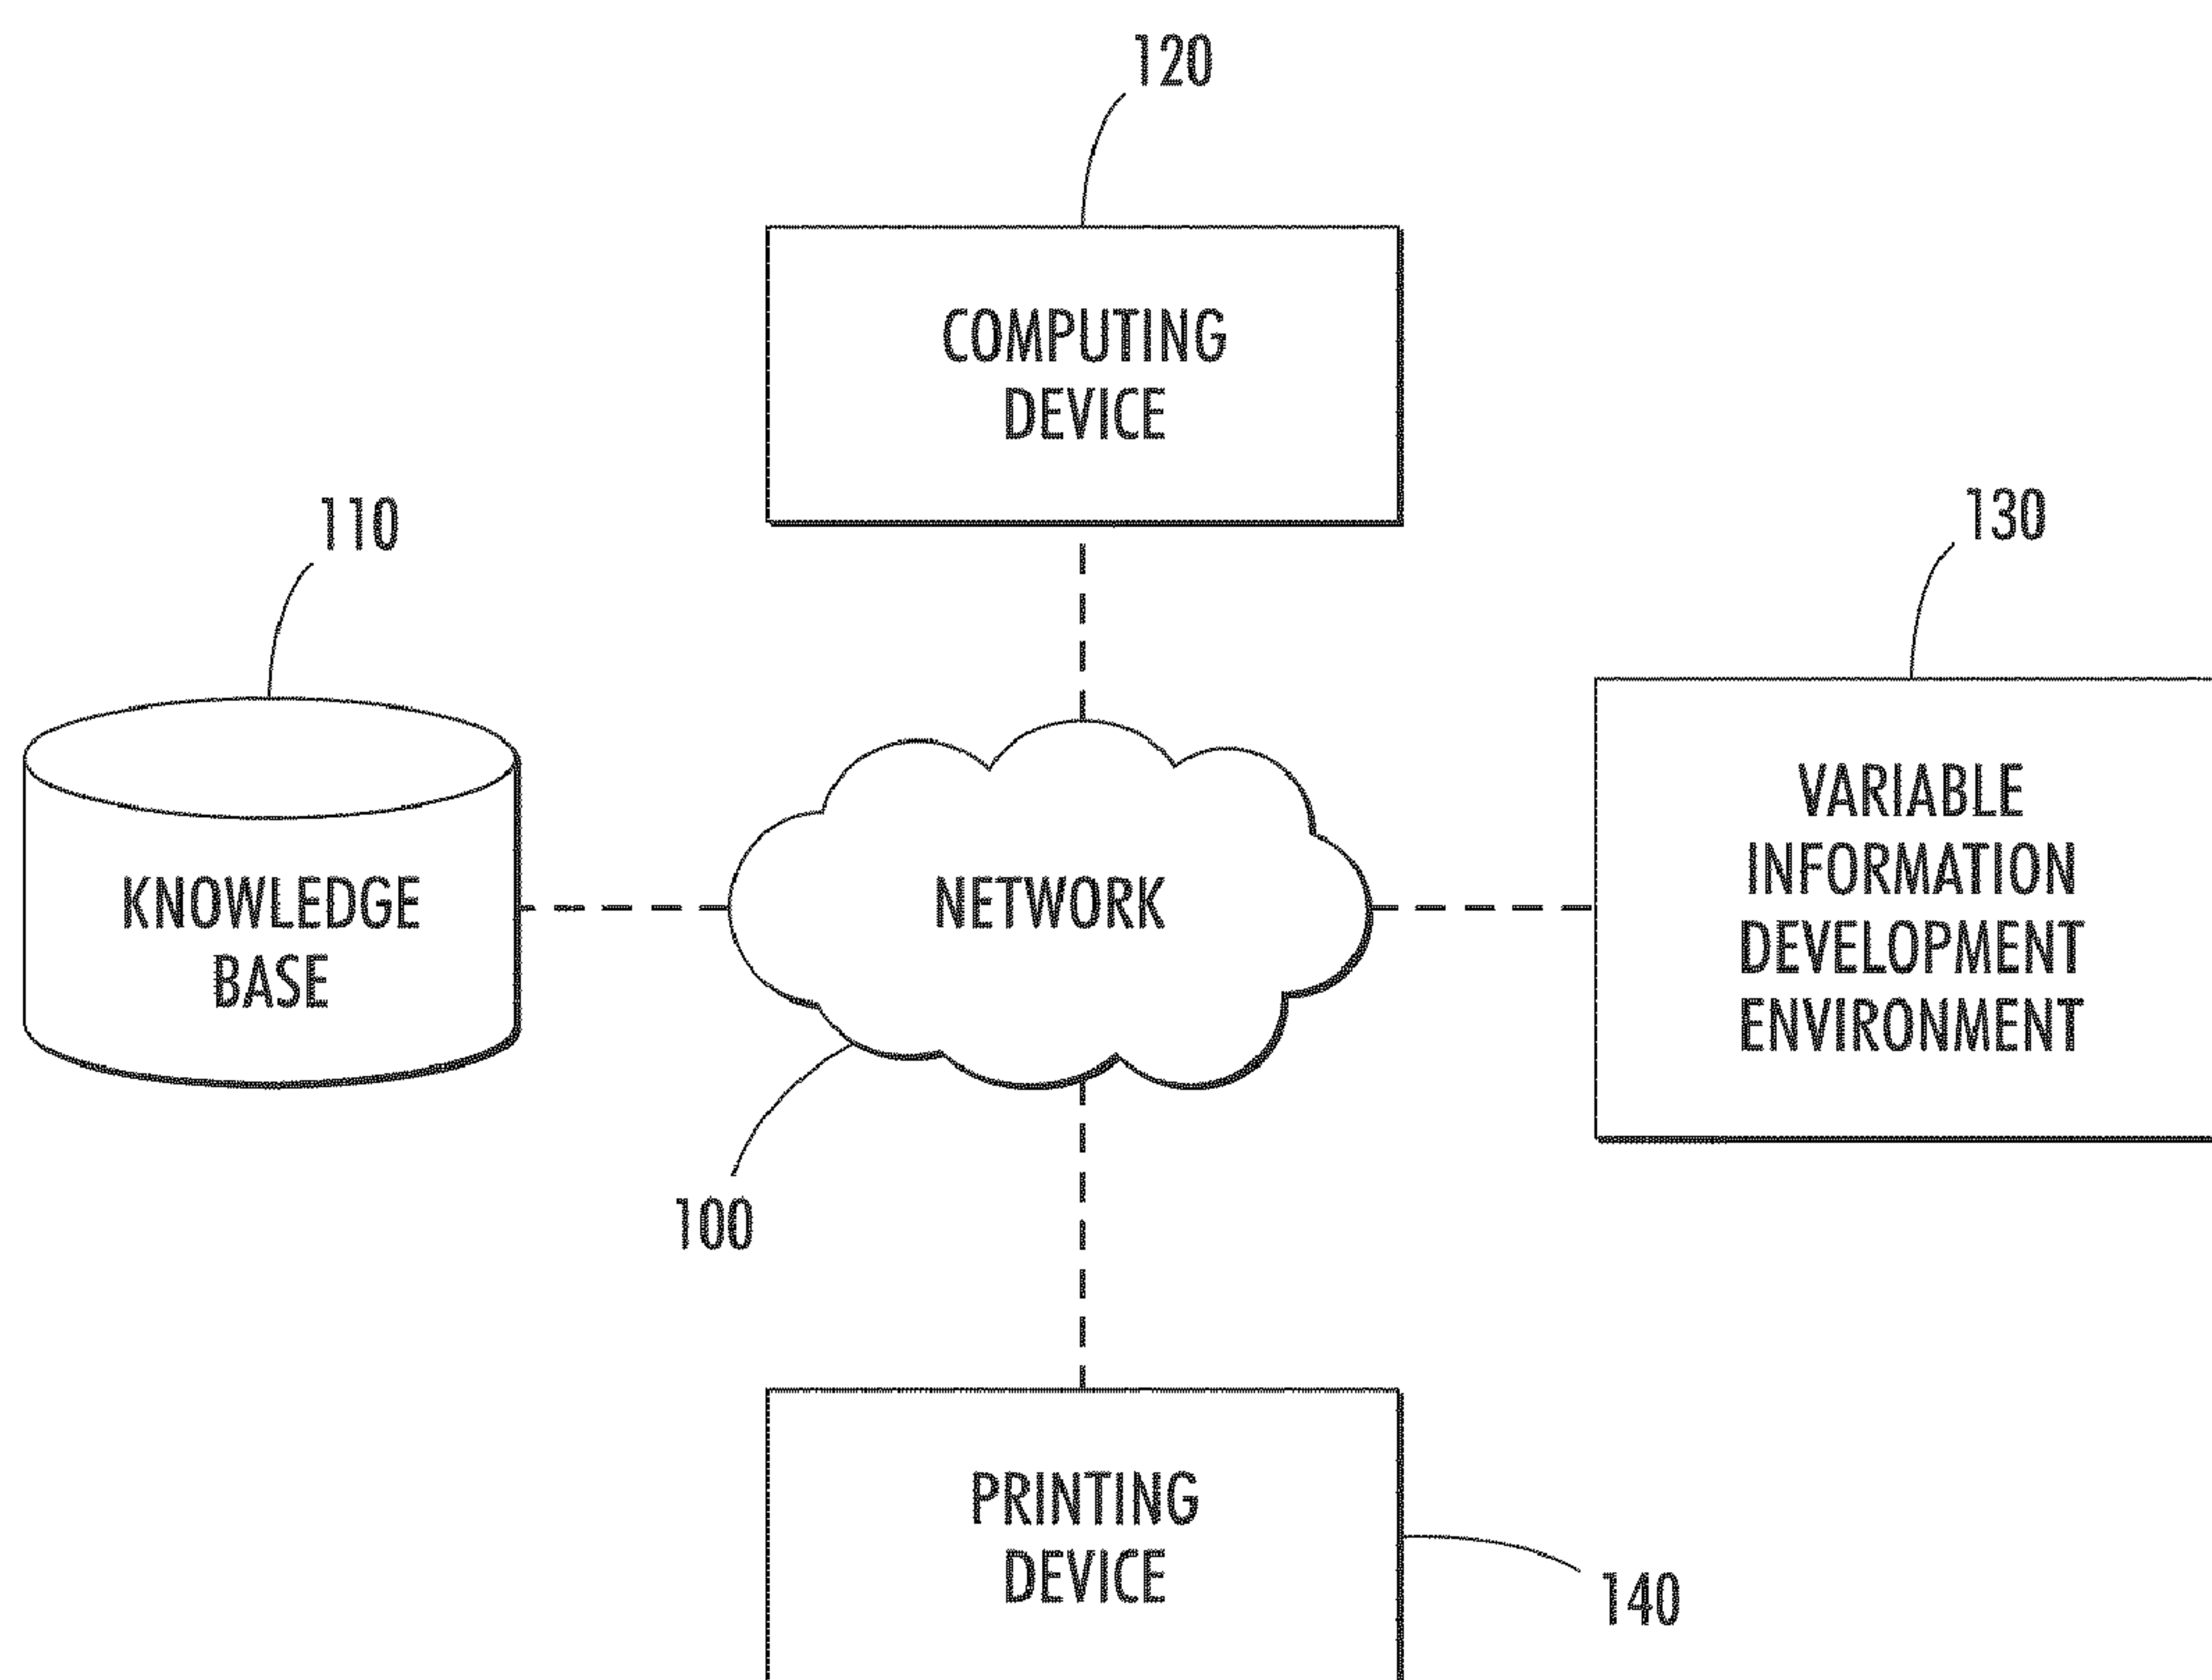 120
COMPUTING
DEVICE
110
130
KNOWLEDGE
BASE
NETWORK
VARIABLE
INFORMATION
DEVELOPMENT
ENVIRONMENT
100
PRINTING
DEVICE
140